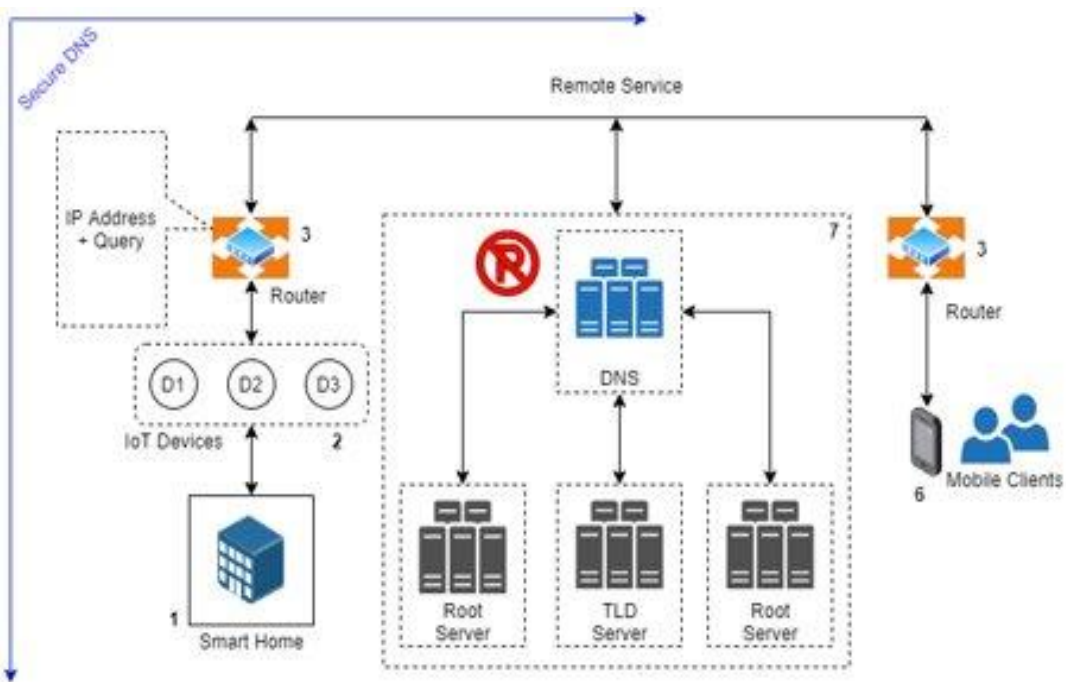 Secure DNS
Remote Service
IP Address
+ Query
3
Router
7
DNS
3
Router
D1
D2
D3
IoT Devices
2
6
Mobile Clients
1
Smart Home
Root
Server
TLD
Server
Root
Server